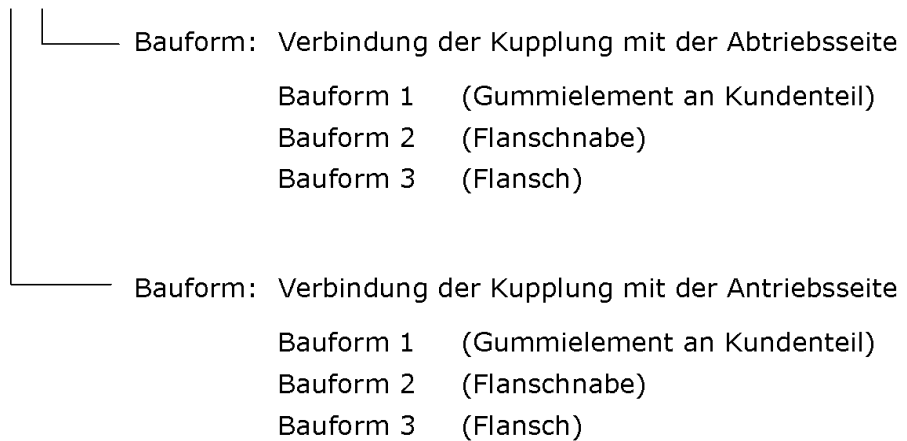 Bauform: Verbindung der Kupplung mit der Abtriebsseite
Bauform 1 (Gummielement an Kundenteil)
Bauform 2 (Flanschnabe)
Bauform 3 (Flansch)
Bauform: Verbindung der Kupplung mit der Antriebsseite
Bauform 1 (Gummielement an Kundenteil)
Bauform 2 (Flanschnabe)
Bauform 3 (Flansch)